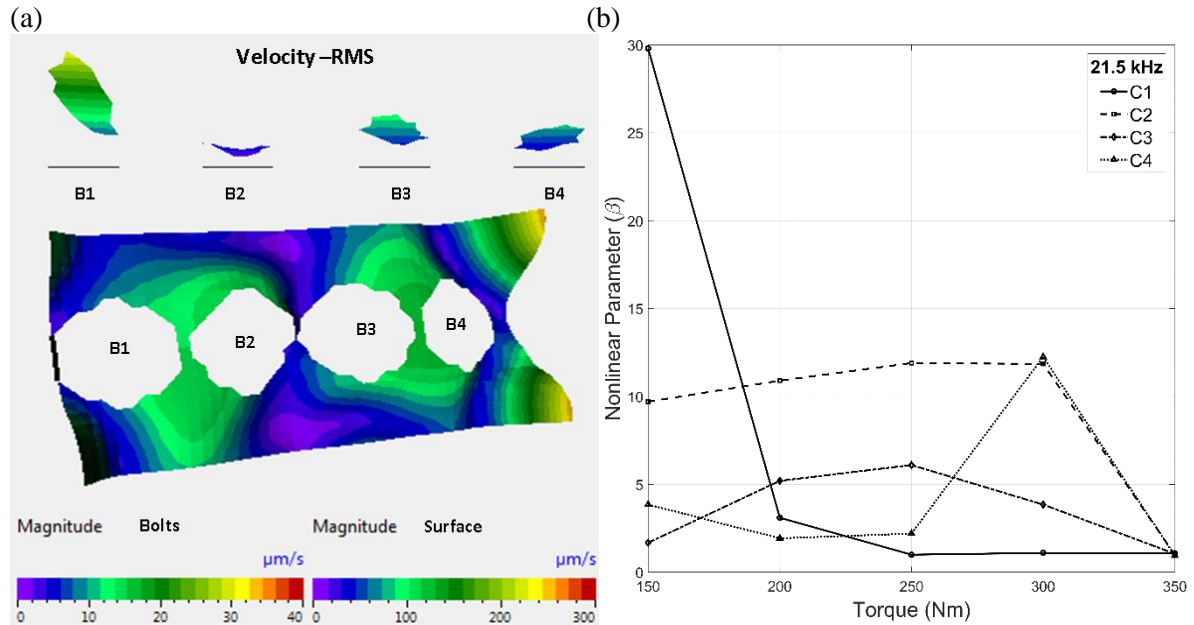 (a)
Velocity –RMS
B1 B2 B3 B4
B1 B2 B3 B4
Magnitude Bolts Magnitude Surface
µm/s µm/s
0 10 20 30 40 0 100 200 300
(b)
30
25
20
15
10
5
0
Nonlinear Parameter (β)
21.5 kHz
C1
C2
C3
C4
150 200 250 300 350
Torque (Nm)